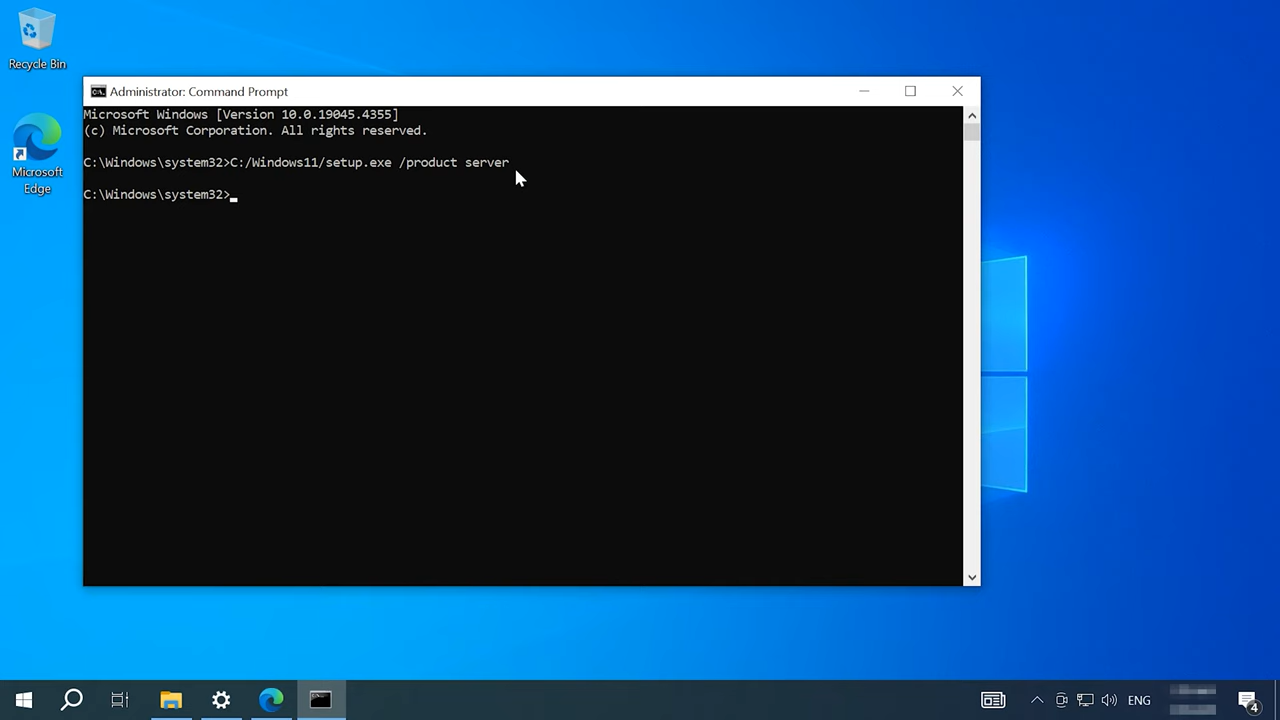 Recycle Bin
Microsoft
Edge
Administrator: Command Prompt
Microsoft Windows [Version 10.0.19045.4355]
(c) Microsoft Corporation. All rights reserved.
C:\Windows\system32>C:/Windows11/setup.exe /product server
C:\Windows\system32>
ENG
4